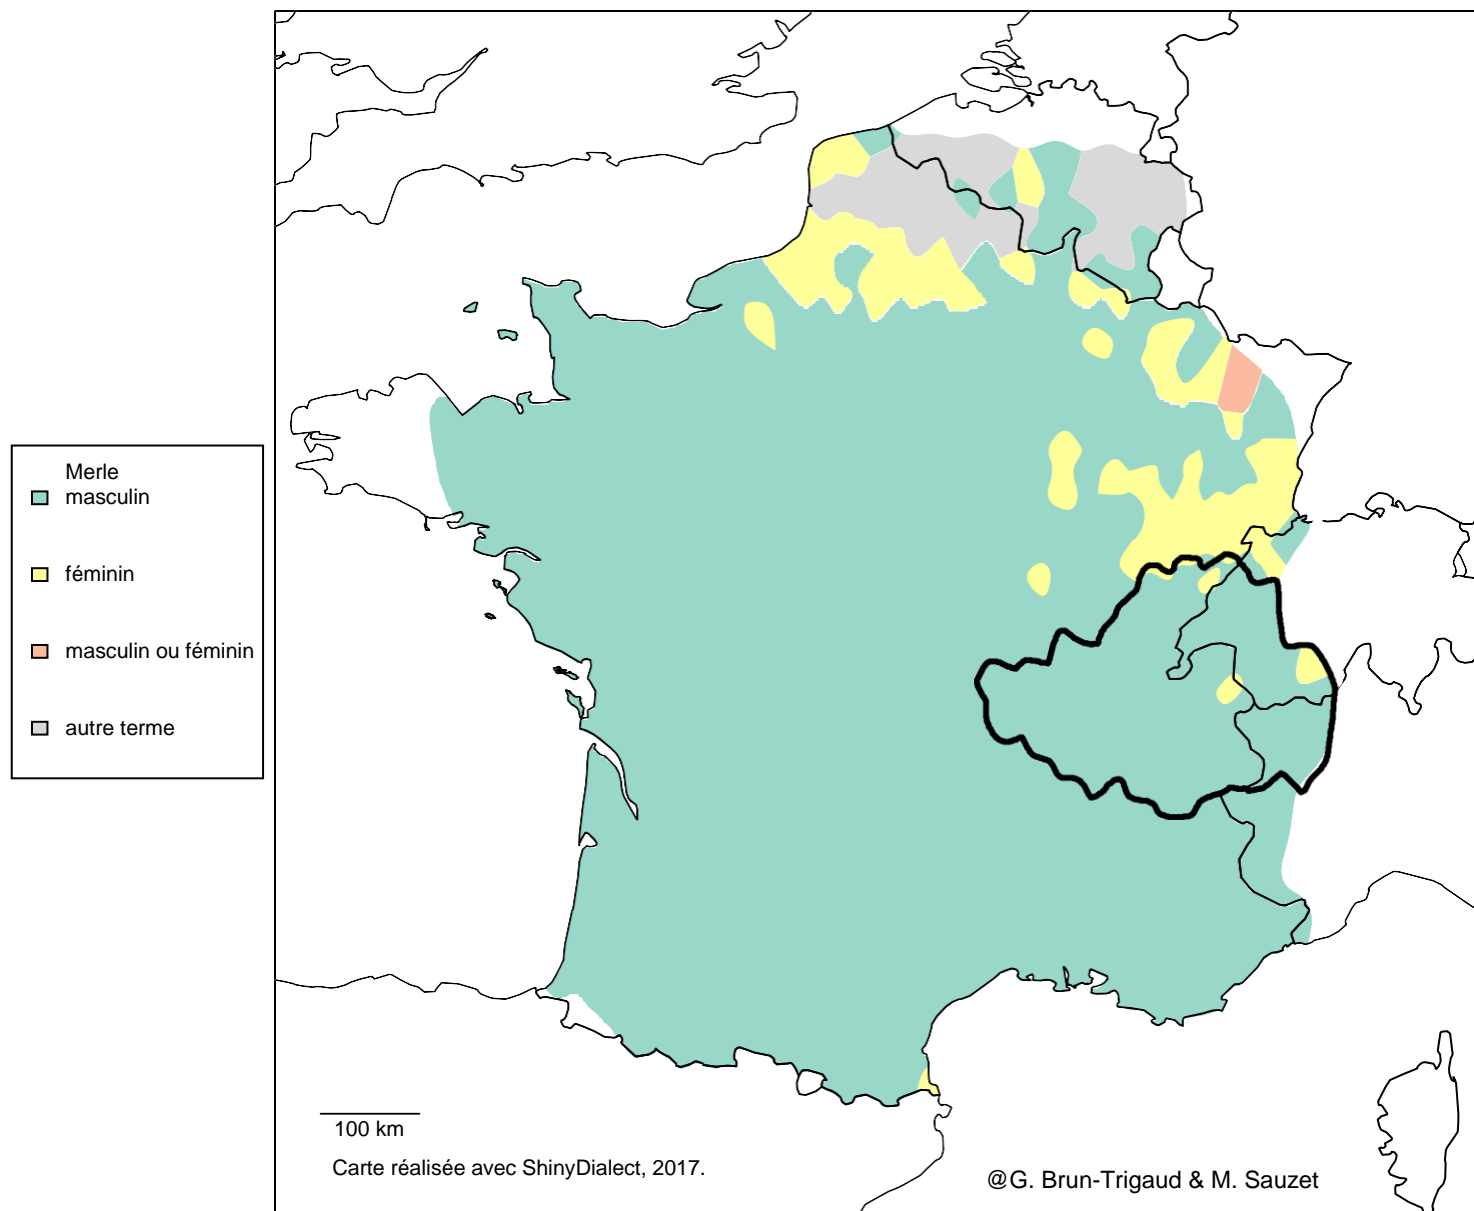 Merle
masculin
féminin
masculin ou féminin
autre terme
100 km
Carte réalisée avec ShinyDialect, 2017.
@G. Brun-Trigaud & M. Sauzet